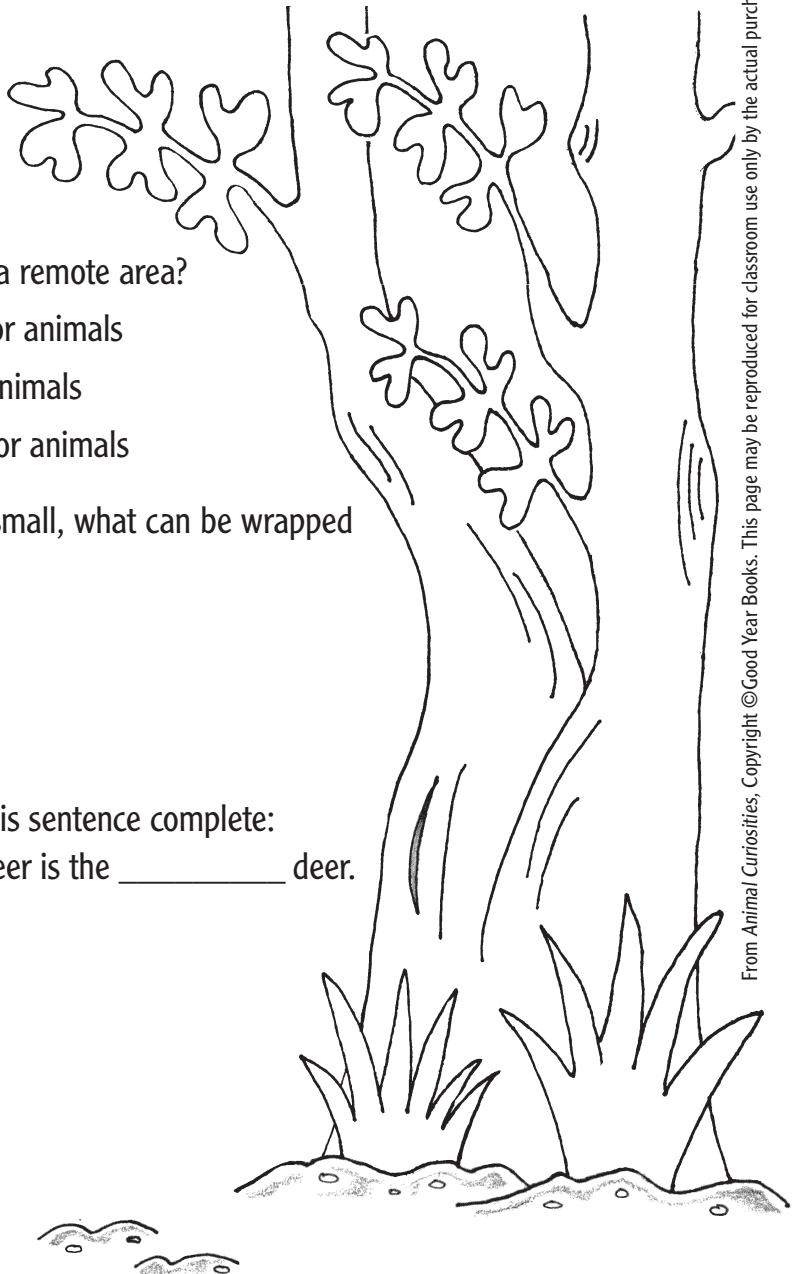 a remote area?
or animals
nimals
or animals
small, what can be wrapped
is sentence complete:
eer is the __________ deer.
From Animal Curiosities, Copyright ©Good Year Books. This page may be reproduced for classroom use only by the actual purch